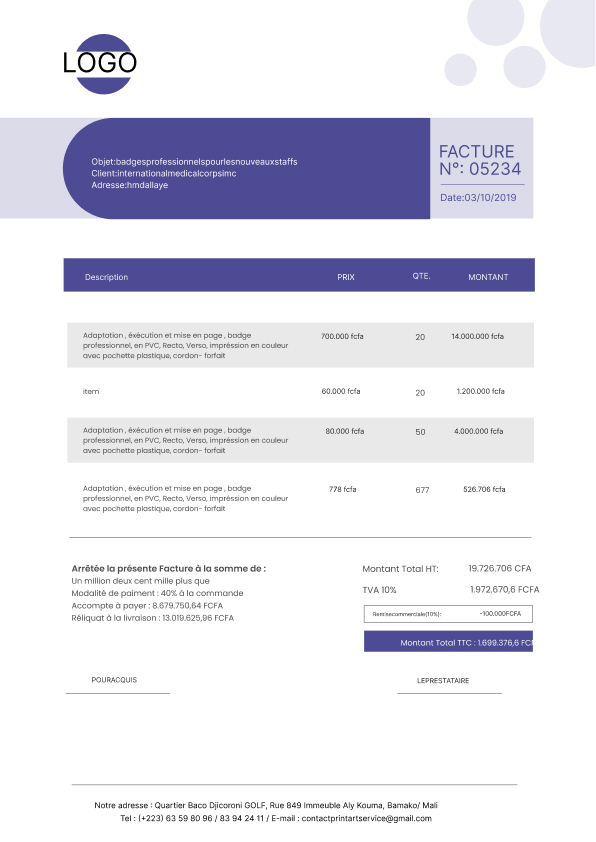 LOGO
Objet:badgesprofessionnelspourlesnouveauxstaffs
Client:internationalmedicalcorpsimc
Adresse:hmdallaye
FACTURE
N°: 05234
Date:03/10/2019
Description PRIX QTE. MONTANT
Adaptation , éxécution et mise en page , badge 700.000 fcfa 20 14.000.000 fcfa
professionnel, en PVC, Recto, Verso, impréssion en couleur
avec pochette plastique, cordon- forfait
item 60.000 fcfa 20 1.200.000 fcfa
Adaptation , éxécution et mise en page , badge 80.000 fcfa 50 4.000.000 fcfa
professionnel, en PVC, Recto, Verso, impréssion en couleur
avec pochette plastique, cordon- forfait
Adaptation , éxécution et mise en page , badge 778 fcfa 677 526.706 fcfa
professionnel, en PVC, Recto, Verso, impréssion en couleur
avec pochette plastique, cordon- forfait
Arrêtée la présente Facture à la somme de :
Un million deux cent mille plus que
Modalité de paiment : 40% à la commande
Accompte à payer : 8.679.750,64 FCFA
Réliquat à la livraison : 13.019.625,96 FCFA
Montant Total HT: 19.726.706 CFA
TVA 10% 1.972.670,6 FCFA
Remisecommerciale(10%): -100.000FCFA
Montant Total TTC : 1.699.376,6 FCF
POURACQUIS
LEPRESTATAIRE
Notre adresse : Quartier Baco Djicoroni GOLF, Rue 849 Immeuble Aly Kouma, Bamako/ Mali
Tel : (+223) 63 59 80 96 / 83 94 24 11 / E-mail : contactprintartservice@gmail.com